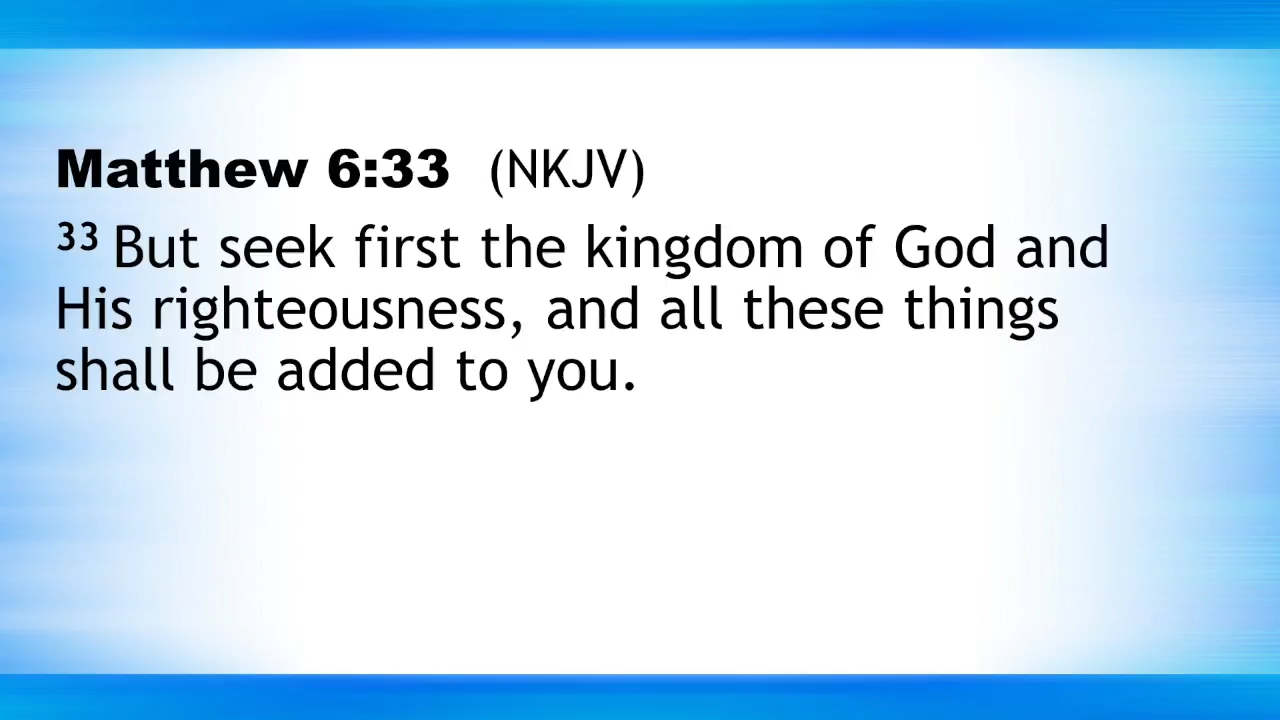 Matthew 6:33 (NKJV)
33 But seek first the kingdom of God and
His righteousness, and all these things
shall be added to you.